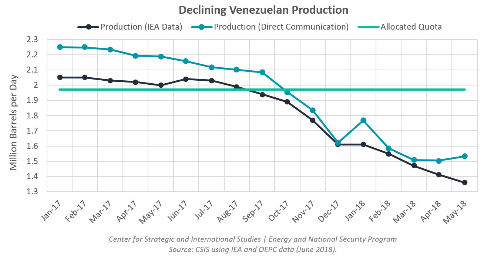 Declining Venezuelan Production
Production (IEA Data)
Production (Direct Communication)
Allocated Quota
Million Barrels per Day
2.3
2.2
2.1
2
1.9
1.8
1.7
1.6
1.5
1.4
1.3
Jan-17
Feb-17
Mar-17
Apr-17
May-17
Jun-17
Jul-17
Aug-17
Sep-17
Oct-17
Nov-17
Dec-17
Jan-18
Feb-18
Mar-18
Apr-18
May-18
Center for Strategic and International Studies | Energy and National Security Program
Source: CSIS using IEA and OEPC data (June 2018).